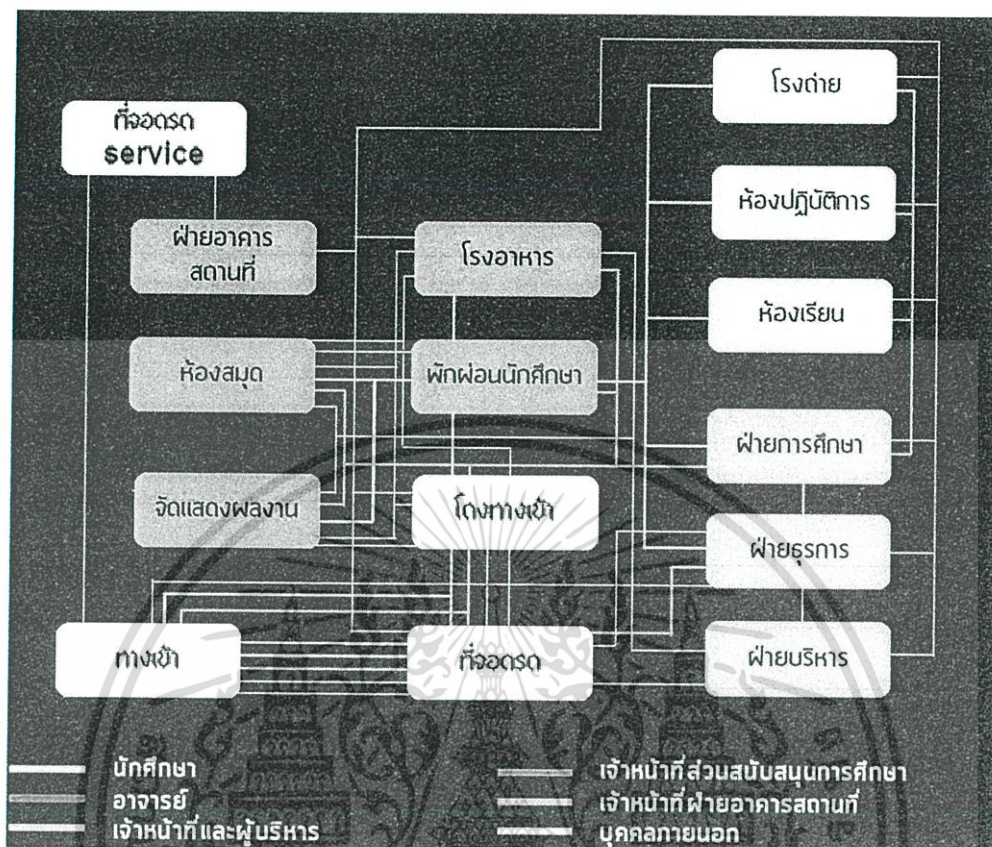 โรงถ่าย
ที่จอดรถ
service
ห้องปฏิบัติการ
ฝ่ายอาคาร
สถานที่
โรงอาหาร
ห้องเรียน
ห้องสมุด
พักผ่อนนักศึกษา
ฝ่ายการศึกษา
จัดแสดงผลงาน
โถงทางเข้า
ฝ่ายธุรการ
ทางเข้า
ที่จอดรถ
ฝ่ายบริหาร
นักศึกษา
อาจารย์
เจ้าหน้าที่และผู้บริหาร
เจ้าหน้าที่ส่วนสนับสนุนการศึกษา
เจ้าหน้าที่ฝ่ายอาคารสถานที่
บุคคลภายนอก